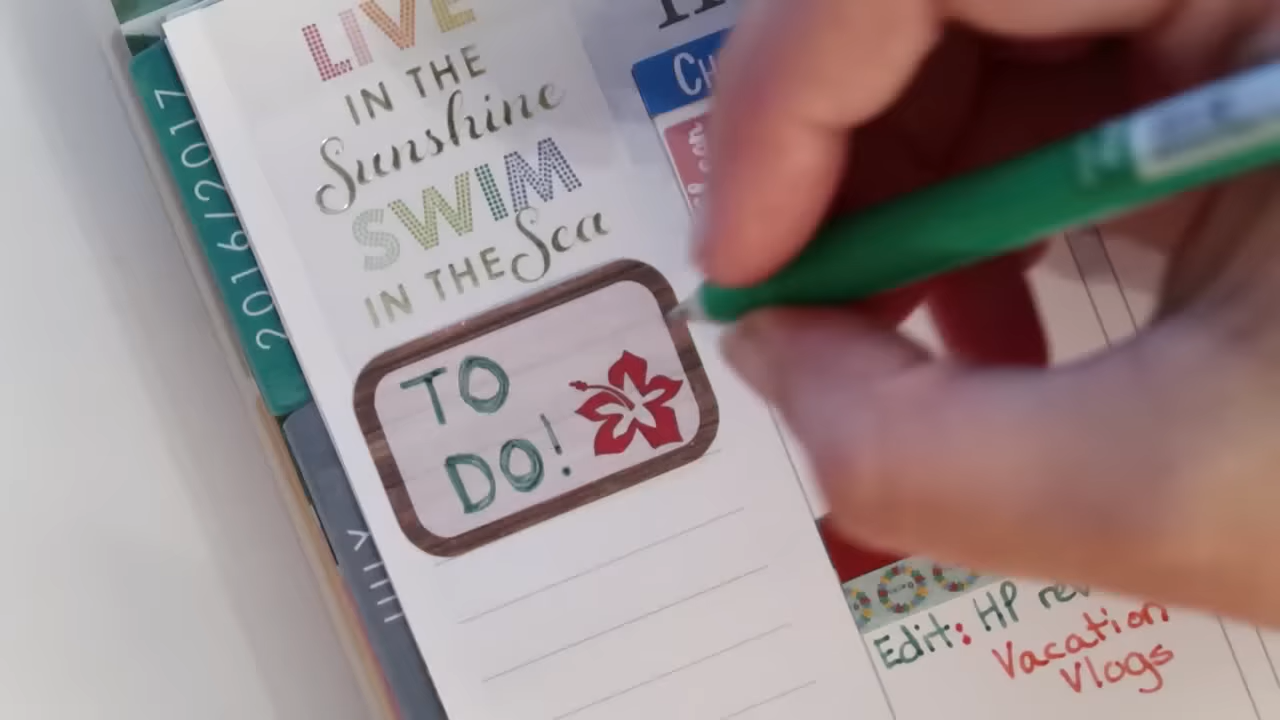 LIVE
IN THE
Sunshine
SWIM
IN THE Sea
2016/2017
TO
DO!
Edit: HP
Vacation
Vlogs